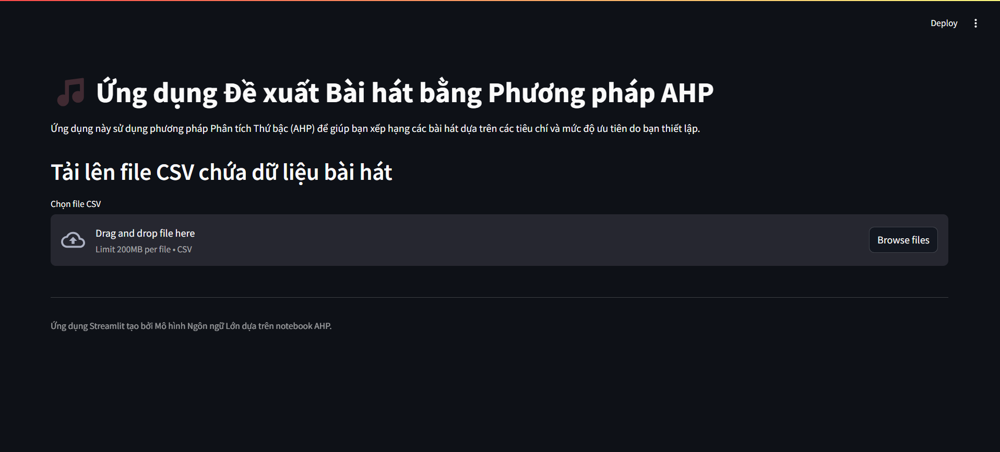 Deploy
Ứng dụng Đề xuất Bài hát bằng Phương pháp AHP
Ứng dụng này sử dụng phương pháp Phân tích Thứ bậc (AHP) để giúp bạn xếp hạng các bài hát dựa trên các tiêu chí và mức độ ưu tiên do bạn thiết lập.
Tải lên file CSV chứa dữ liệu bài hát
Chọn file CSV
Drag and drop file here
Limit 200MB per file • CSV
Browse files
Ứng dụng Streamlit tạo bởi Mô hình Ngôn ngữ Lớn dựa trên notebook AHP.